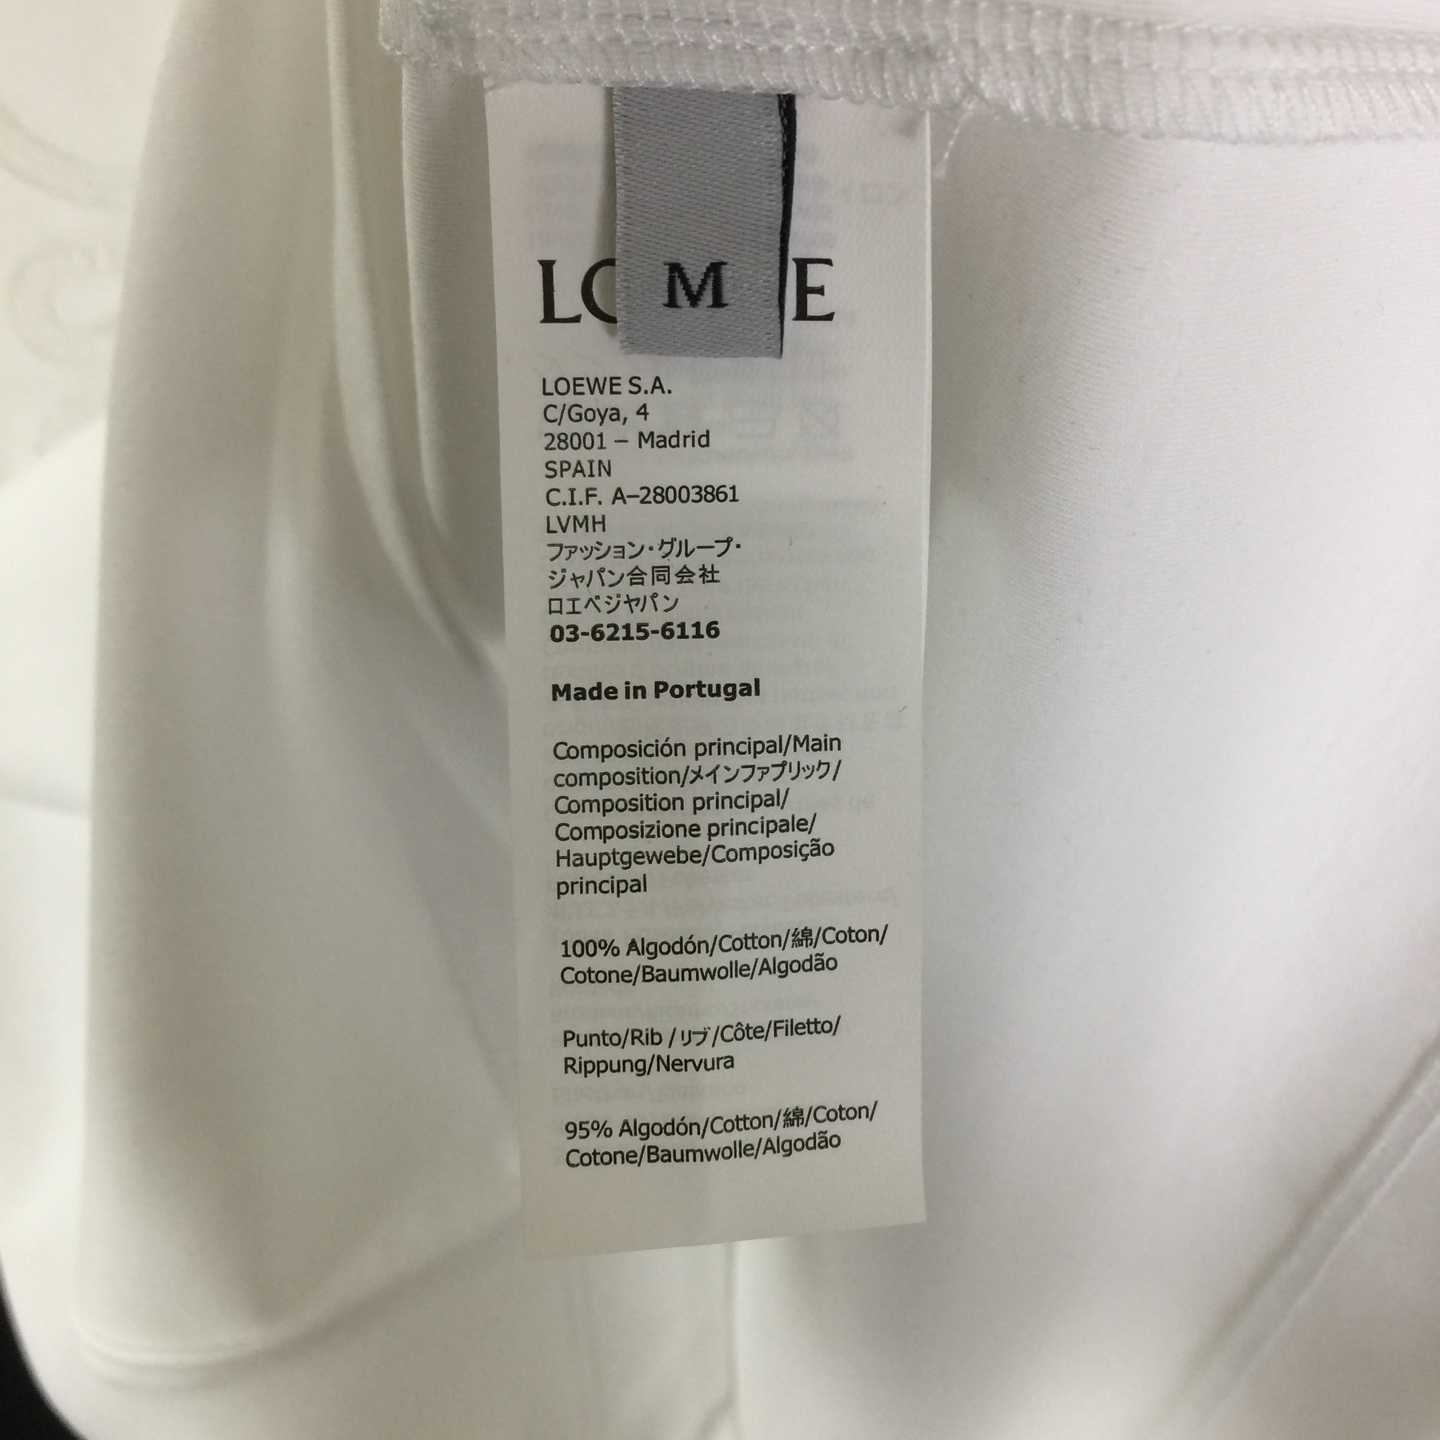 LO E
M
LOEWE S.A.
C/Goya, 4
28001 – Madrid
SPAIN
C.I.F. A–28003861
LVMH
ファッション・グループ・
ジャパン合同会社
ロエベジャパン
03-6215-6116
Made in Portugal
Composición principal/Main
composition/メインファブリック/
Composition principal/
Composizione principale/
Hauptgewebe/Composição
principal
100% Algodón/Cotton/綿/Coton/
Cotone/Baumwolle/Algodão
Punto/Rib /リブ/Côte/Filetto/
Rippung/Nervura
95% Algodón/Cotton/綿/Coton/
Cotone/Baumwolle/Algodão